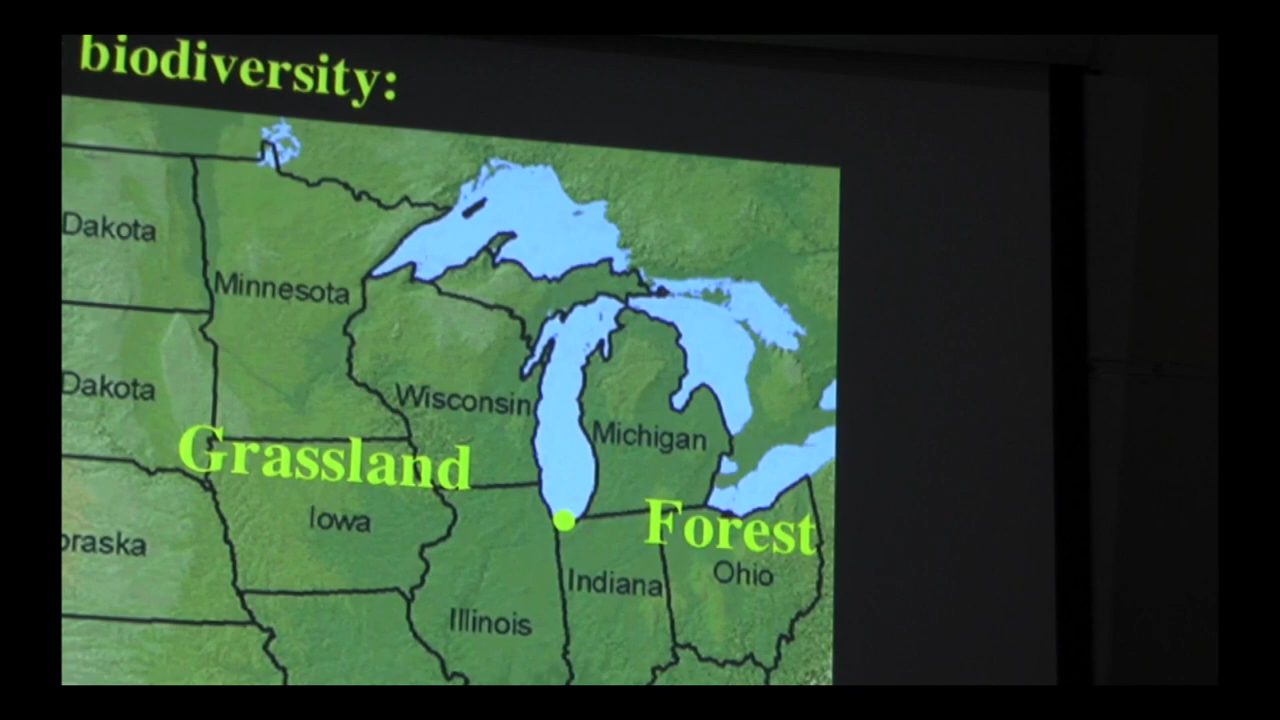 biodiversity:
Dakota
Minnesota
Dakota
Wisconsin
Michigan
Grassland
Iowa
Forest
braska
Indiana
Ohio
Illinois